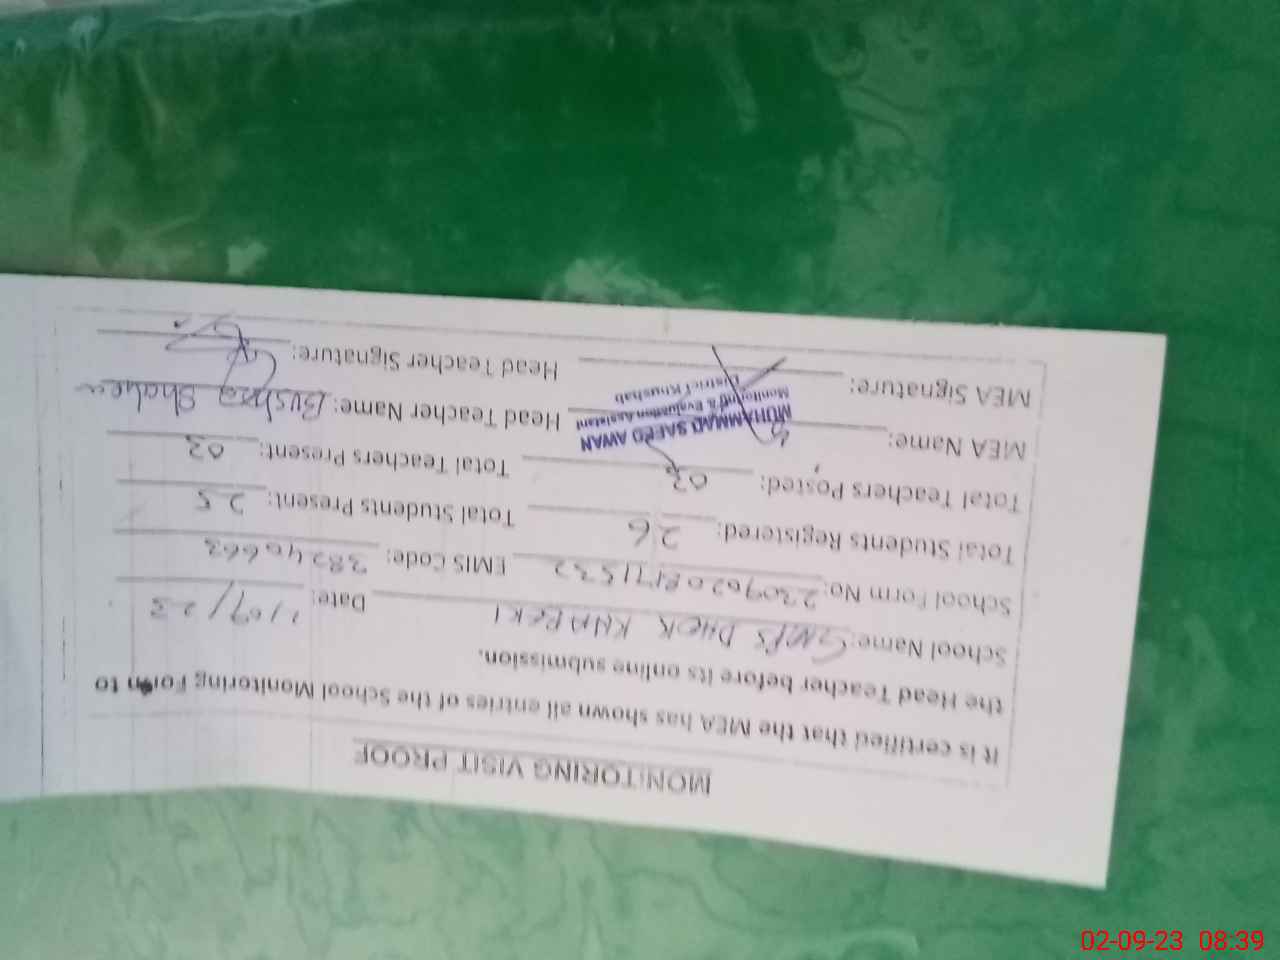 MONITORING VISIT PROOF
It is certified that the MEA has shown all entries of the School Monitoring Form to
the Head Teacher before its online submission.
School Name: GMPS DHOK KHABEKI Date: 1/09/23
School Form No: 23090208171532 EMIS Code: 38240663
Total Students Registered: 26 Total Students Present: 25
Total Teachers Posted: 02 Total Teachers Present: 02
MEA Name: MUHAMMAD SAEED AWAN Head Teacher Name: Bushra Shaheen
Monitoring & Evaluation Assistant
District Khushab
MEA Signature: Head Teacher Signature:
02-09-23 08:39